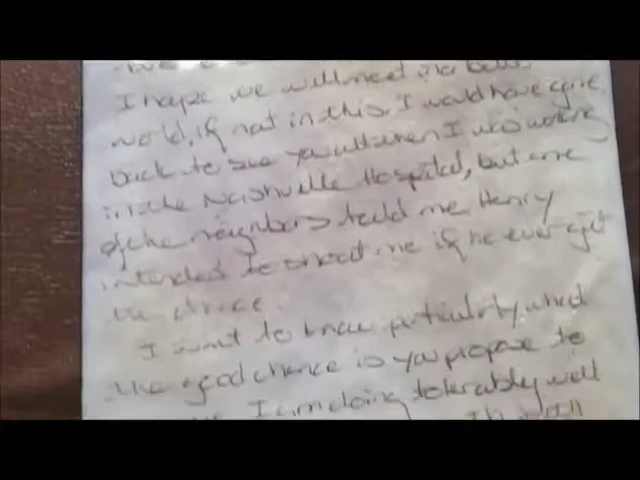 I hope we will meet in a better
world, if not in this. I would have gone
back to see you all when I was working
in the Nashville Hospital, but one
of the neighbors told me Henry
intended to shoot me if he ever got
the chance.
I want to know particularly what
the good chance is you propose to
I am doing tolerably well